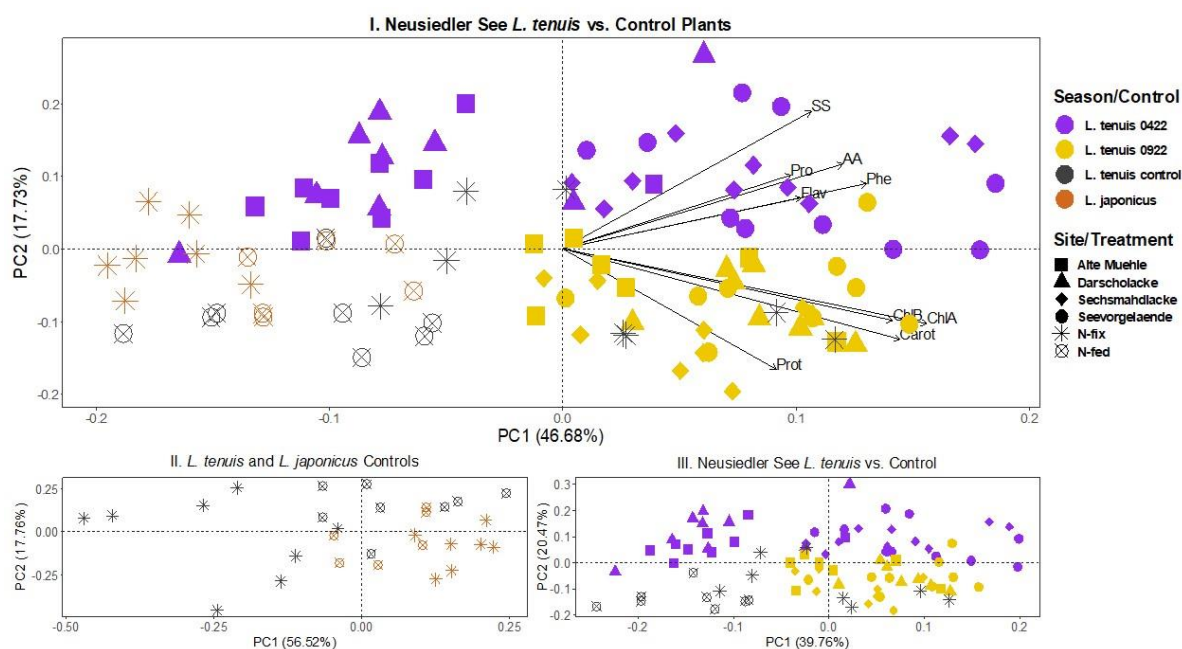 I. Neusiedler See L. tenuis vs. Control Plants
PC2 (17.73%)
0.2
0.1
0.0
-0.1
-0.2
SS
AA
Pro
Phe
Flav
ChlB
ChlA
Carot
Prot
-0.2
-0.1
0.0
0.1
0.2
PC1 (46.68%)
Season/Control
L. tenuis 0422
L. tenuis 0922
L. tenuis control
L. japonicus
Site/Treatment
Alte Muehle
Darscholacke
Sechsmahdlacke
Seevorgelaende
N-fix
N-fed
II. L. tenuis and L. japonicus Controls
PC2 (17.76%)
0.25
0.00
-0.25
-0.50
-0.25
0.00
0.25
PC1 (56.52%)
III. Neusiedler See L. tenuis vs. Control
PC2 (20.47%)
0.3
0.2
0.1
0.0
-0.1
-0.2
-0.2
-0.1
0.0
0.1
0.2
PC1 (39.76%)